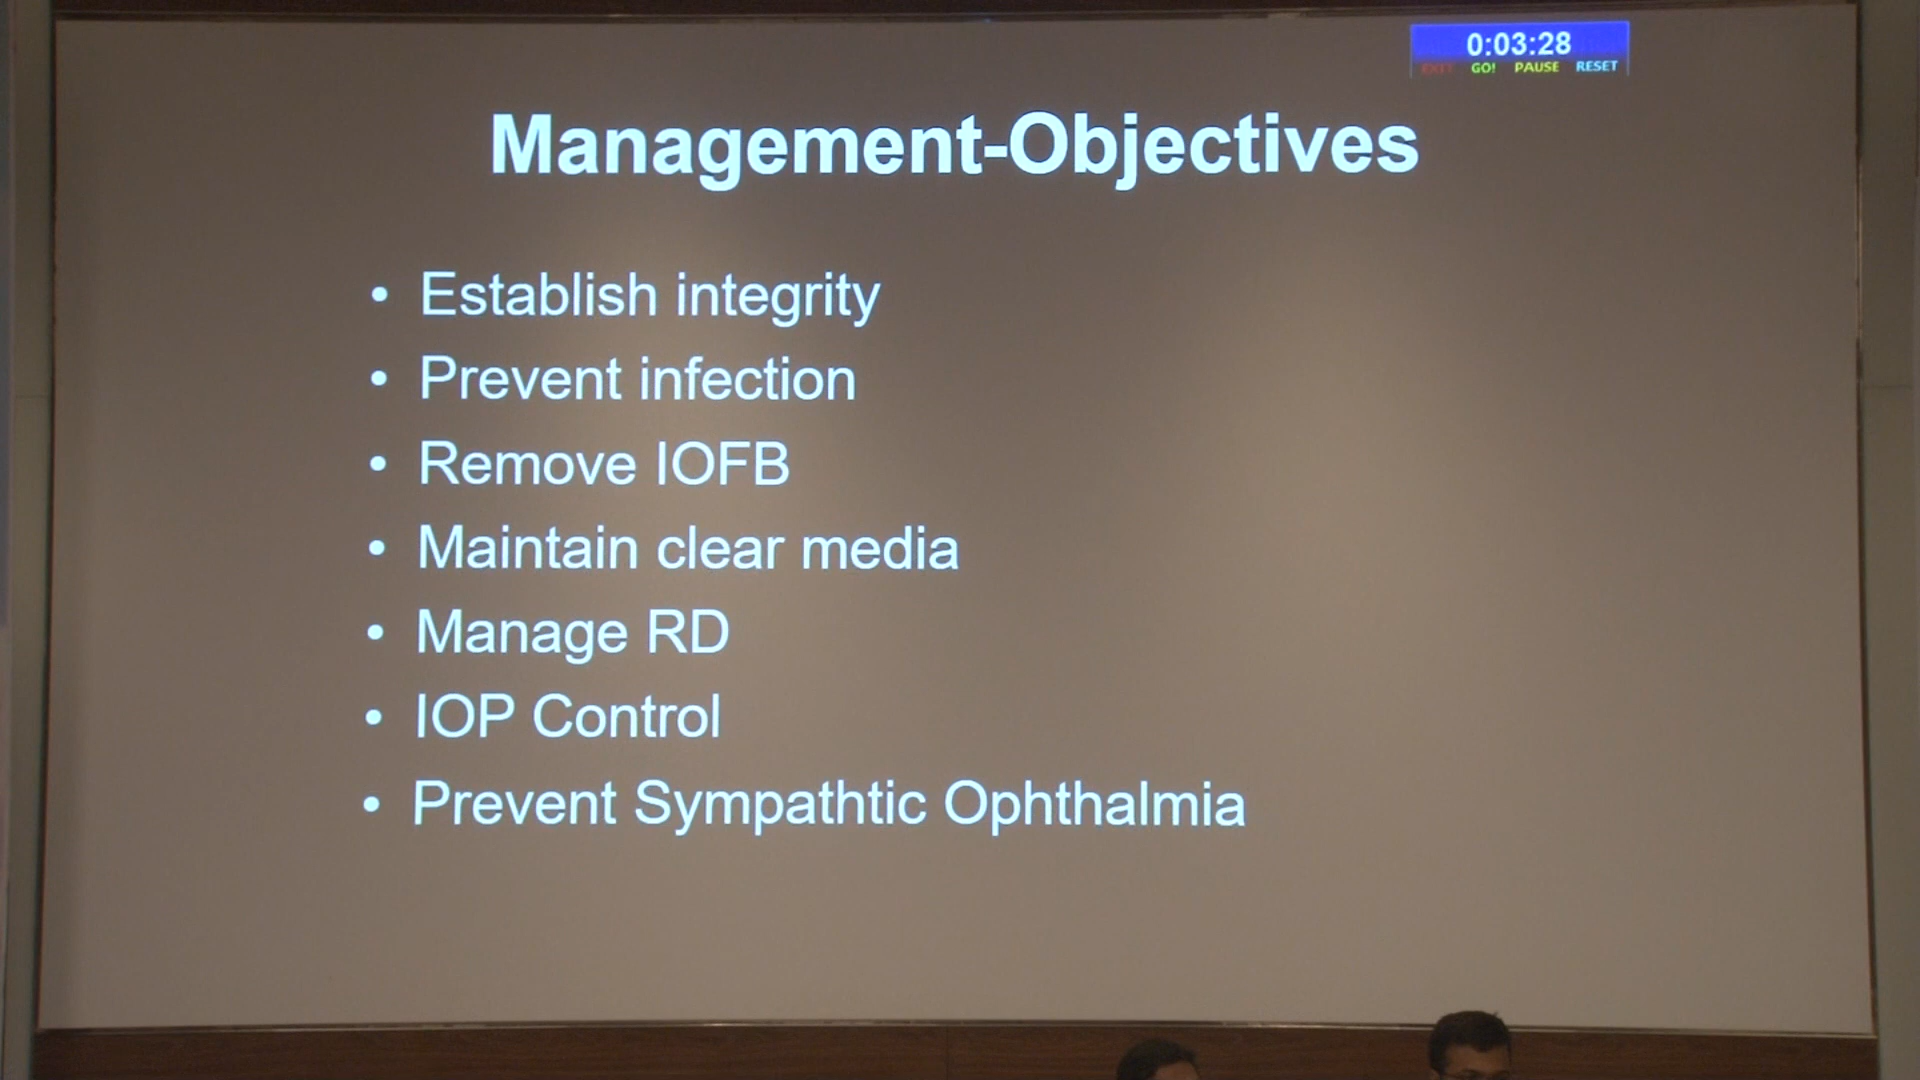 0:03:28
EXIT GO! PAUSE RESET
Management-Objectives
• Establish integrity
• Prevent infection
• Remove IOFB
• Maintain clear media
• Manage RD
• IOP Control
• Prevent Sympathtic Ophthalmia